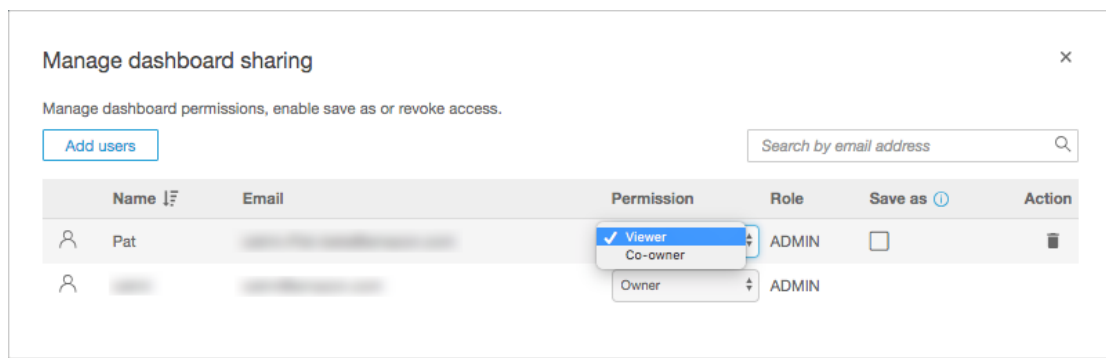 Manage dashboard sharing
Manage dashboard permissions, enable save as or revoke access.
Add users
Search by email address
Name Email Permission Role Save as Action
Pat Viewer ADMIN
Co-owner
Owner ADMIN